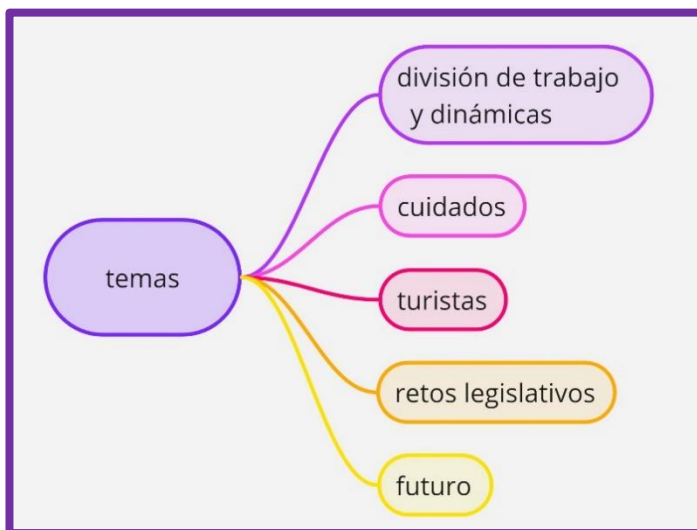 temas
división de trabajo
y dinámicas
cuidados
turistas
retos legislativos
futuro